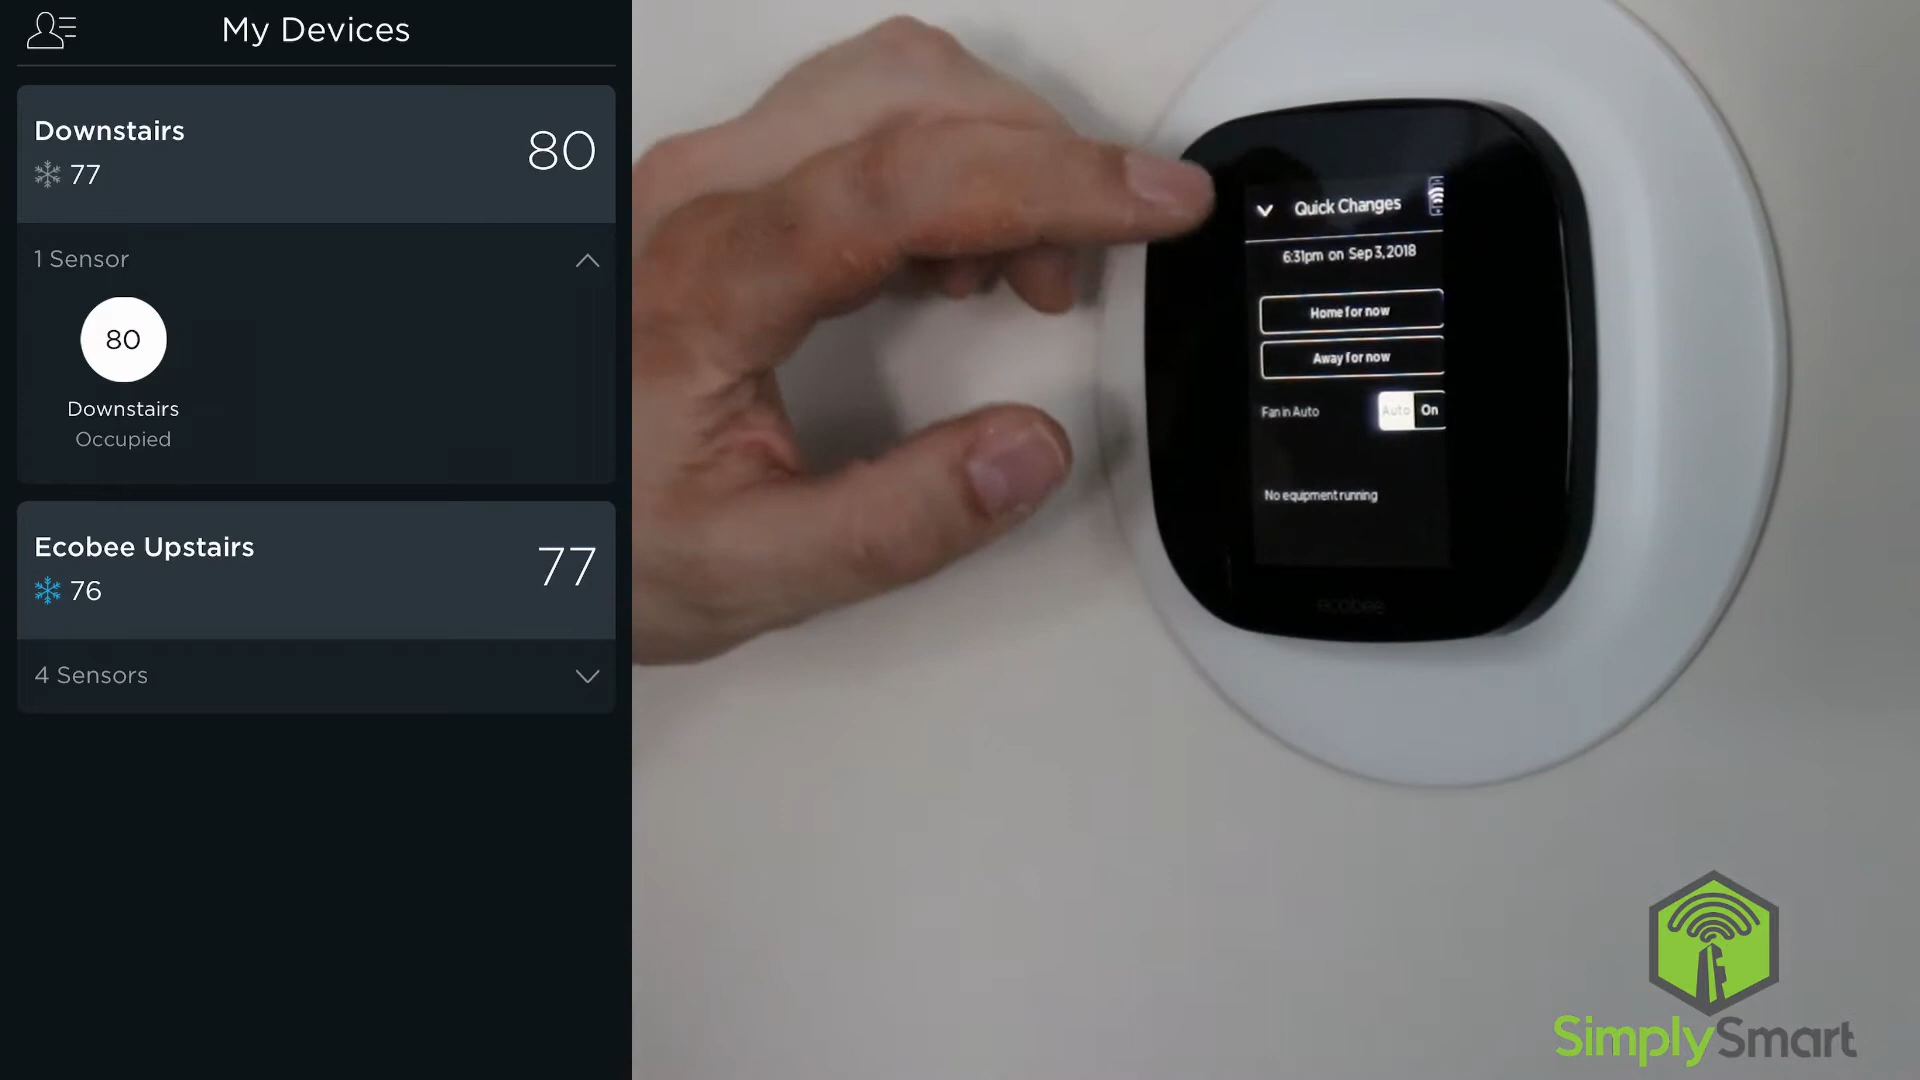 My Devices
Downstairs
77
80
1 Sensor
80
Downstairs
Occupied
Ecobee Upstairs
76
77
4 Sensors
Quick Changes
6:31pm on Sep 3, 2018
Home for now
Away for now
Fan in Auto
Auto On
No equipment running
ecobee
SimplySmart